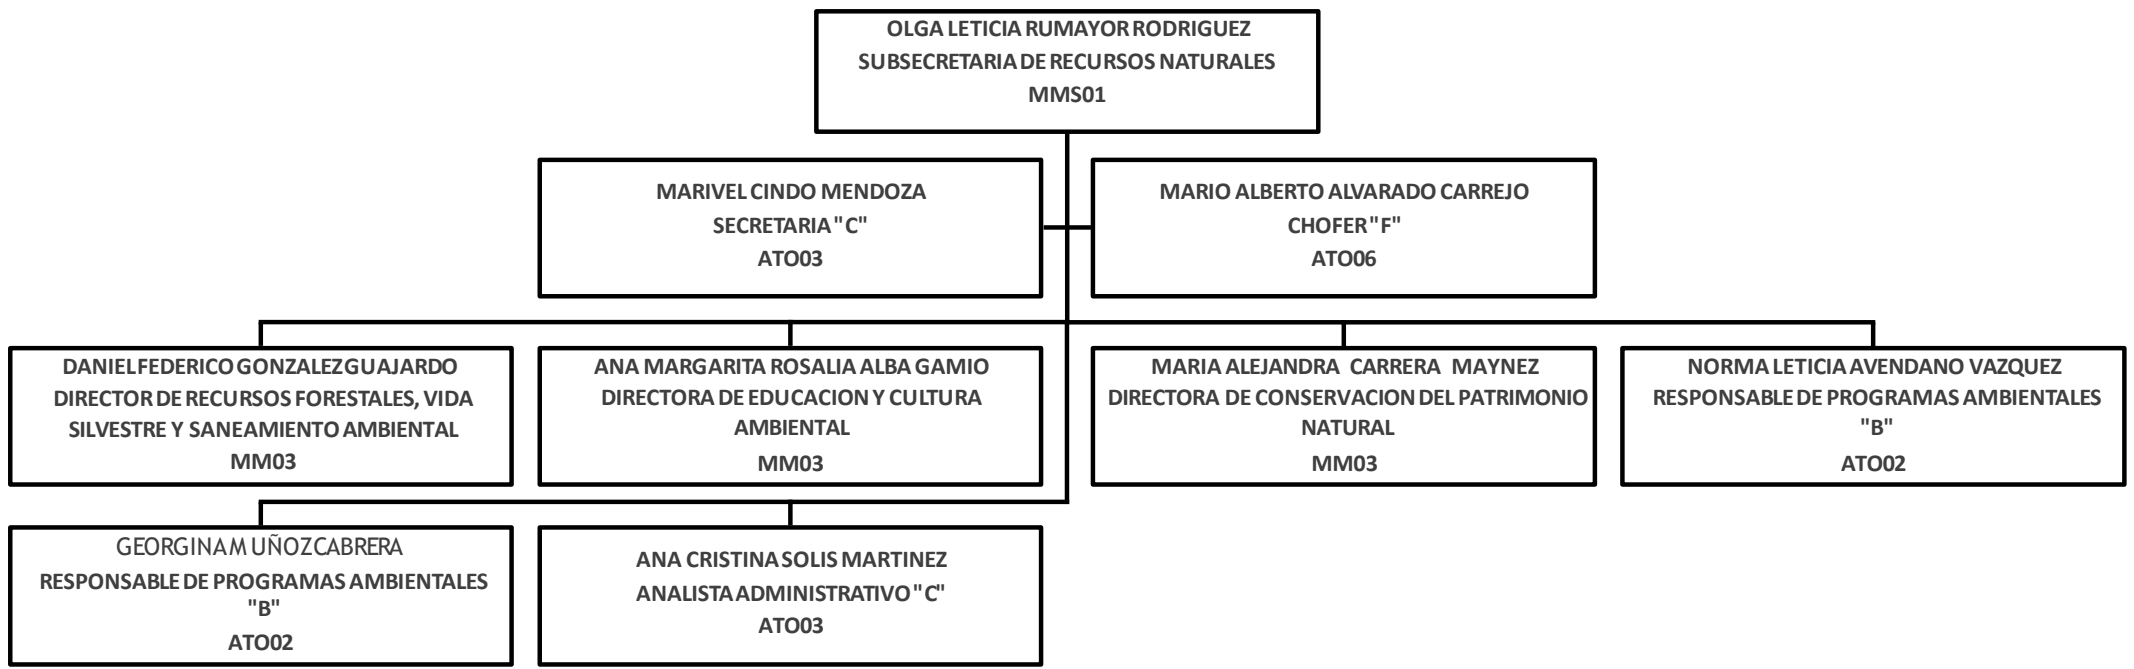 OLGA LETICIA RUMAYOR RODRIGUEZ
SUBSECRETARIA DE RECURSOS NATURALES
MMS01
MARIVEL CINDO MENDOZA
SECRETARIA "C"
ATO03
MARIO ALBERTO ALVARADO CARREJO
CHOFER "F"
ATO06
DANIEL FEDERICO GONZALEZ GUAJARDO
DIRECTOR DE RECURSOS FORESTALES, VIDA
SILVESTRE Y SANEAMIENTO AMBIENTAL
MM03
ANA MARGARITA ROSALIA ALBA GAMIO
DIRECTORA DE EDUCACION Y CULTURA
AMBIENTAL
MM03
MARIA ALEJANDRA CARRERA MAYNEZ
DIRECTORA DE CONSERVACION DEL PATRIMONIO
NATURAL
MM03
NORMA LETICIA AVENDANO VAZQUEZ
RESPONSABLE DE PROGRAMAS AMBIENTALES
"B"
ATO02
GEORGINA MUÑOZ CABRERA
RESPONSABLE DE PROGRAMAS AMBIENTALES
"B"
ATO02
ANA CRISTINA SOLIS MARTINEZ
ANALISTA ADMINISTRATIVO "C"
ATO03